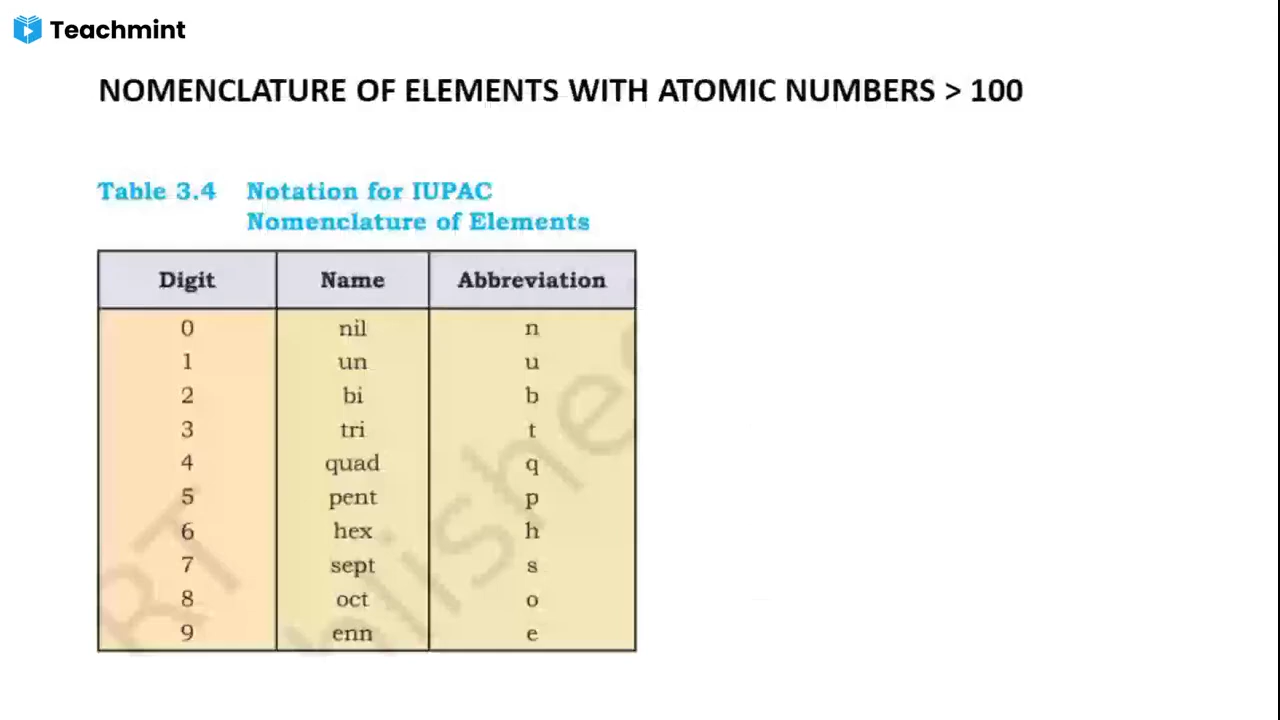 Teachmint
NOMENCLATURE OF ELEMENTS WITH ATOMIC NUMBERS > 100
Table 3.4 Notation for IUPAC
Nomenclature of Elements
Digit Name Abbreviation
0 nil n
1 un u
2 bi b
3 tri t
4 quad q
5 pent p
6 hex h
7 sept s
8 oct o
9 enn e